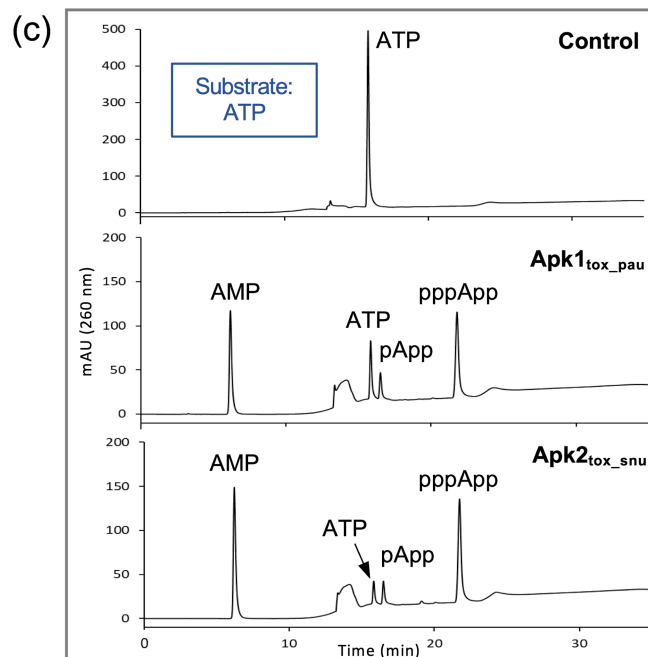 (c)
Control
ATP
Substrate:
ATP
500
400
300
200
100
0
mAU (260 nm)
Apk1tox_pau
200
150
100
50
0
AMP
ATP
pApp
pppApp
Apk2tox_snu
200
150
100
50
0
AMP
ATP
pApp
pppApp
0
10
20
30
Time (min)